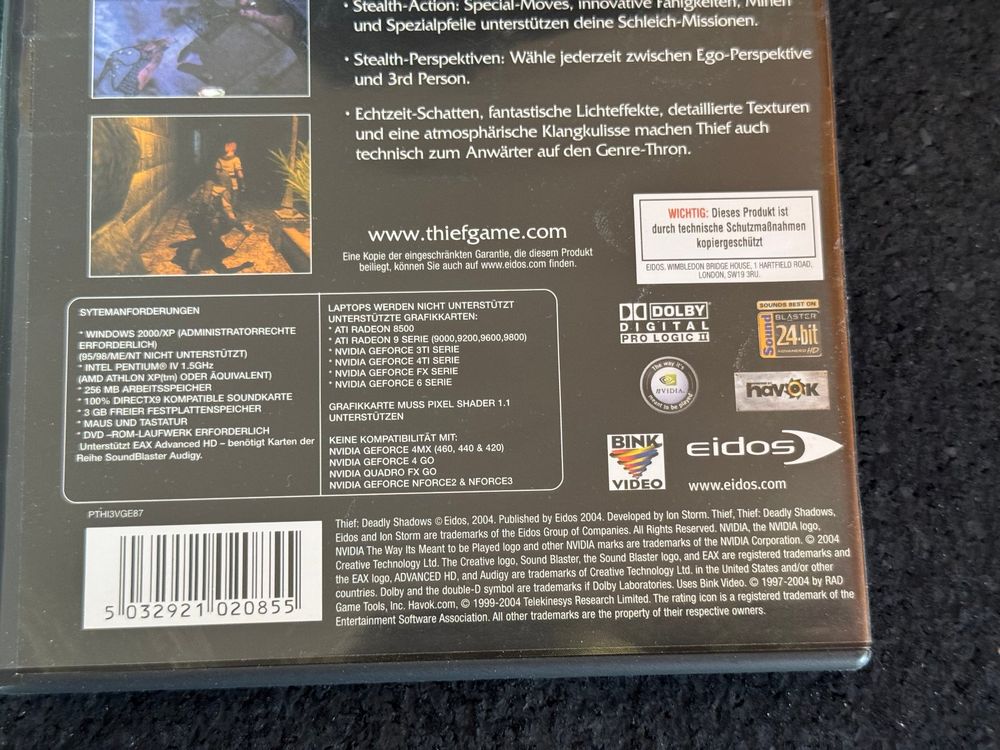 • Stealth-Action: Special-Moves, innovative Fähigkeiten, Minen
und Spezialpfeile unterstützen deine Schleich-Missionen.
• Stealth-Perspektiven: Wähle jederzeit zwischen Ego-Perspektive
und 3rd Person.
• Echtzeit-Schatten, fantastische Lichteffekte, detaillierte Texturen
und eine atmosphärische Klangkulisse machen Thief auch
technisch zum Anwärter auf den Genre-Thron.
www.thiefgame.com
Eine Kopie der eingeschränkten Garantie, die diesem Produkt
beiliegt, können Sie auch auf www.eidos.com finden.
WICHTIG: Dieses Produkt ist
durch technische Schutzmaßnahmen
kopiergeschützt
EIDOS. WIMBLEDON BRIDGE HOUSE, 1 HARTFIELD ROAD,
LONDON, SW19 3RU.
SYTEMANFORDERUNGEN
* WINDOWS 2000/XP (ADMINISTRATORRECHTE
ERFORDERLICH)
(95/98/ME/NT NICHT UNTERSTÜTZT)
* INTEL PENTIUM® IV 1.5GHz
(AMD ATHLON XP(tm) ODER ÄQUIVALENT)
* 256 MB ARBEITSSPEICHER
* 100% DIRECTX9 KOMPATIBLE SOUNDKARTE
* 3 GB FREIER FESTPLATTENSPEICHER
* MAUS UND TASTATUR
* DVD –ROM-LAUFWERK ERFORDERLICH
Unterstützt EAX Advanced HD – benötigt Karten der
Reihe SoundBlaster Audigy.
LAPTOPS WERDEN NICHT UNTERSTÜTZT
UNTERSTÜTZTE GRAFIKKARTEN:
* ATI RADEON 8500
* ATI RADEON 9 SERIE (9000,9200,9600,9800)
* NVIDIA GEFORCE 3TI SERIE
* NVIDIA GEFORCE 4TI SERIE
* NVIDIA GEFORCE FX SERIE
* NVIDIA GEFORCE 6 SERIE
GRAFIKKARTE MUSS PIXEL SHADER 1.1
UNTERSTÜTZEN
KEINE KOMPATIBILITÄT MIT:
NVIDIA GEFORCE 4MX (460, 440 & 420)
NVIDIA GEFORCE 4 GO
NVIDIA QUADRO FX GO
NVIDIA GEFORCE NFORCE2 & NFORCE3
DOLBY
DIGITAL
PRO LOGIC II
SOUNDS BEST ON
Sound
BLASTER
24-bit
ADVANCED HD
The way it's
NVIDIA.
meant to be played
havok
BINK
VIDEO
eidos
www.eidos.com
PTHI3VGE87
5 032921 020855
Thief: Deadly Shadows © Eidos, 2004. Published by Eidos 2004. Developed by Ion Storm. Thief, Thief: Deadly Shadows,
Eidos and Ion Storm are trademarks of the Eidos Group of Companies. All Rights Reserved. NVIDIA, the NVIDIA logo,
NVIDIA The Way Its Meant to be Played logo and other NVIDIA marks are trademarks of the NVIDIA Corporation. © 2004
Creative Technology Ltd. The Creative logo, Sound Blaster, the Sound Blaster logo, and EAX are registered trademarks and
the EAX logo, ADVANCED HD, and Audigy are trademarks of Creative Technology Ltd. in the United States and/or other
countries. Dolby and the double-D symbol are trademarks if Dolby Laboratories. Uses Bink Video. © 1997-2004 by RAD
Game Tools, Inc. Havok.com, © 1999-2004 Telekinesys Research Limited. The rating icon is a registered trademark of the
Entertainment Software Association. All other trademarks are the property of their respective owners.